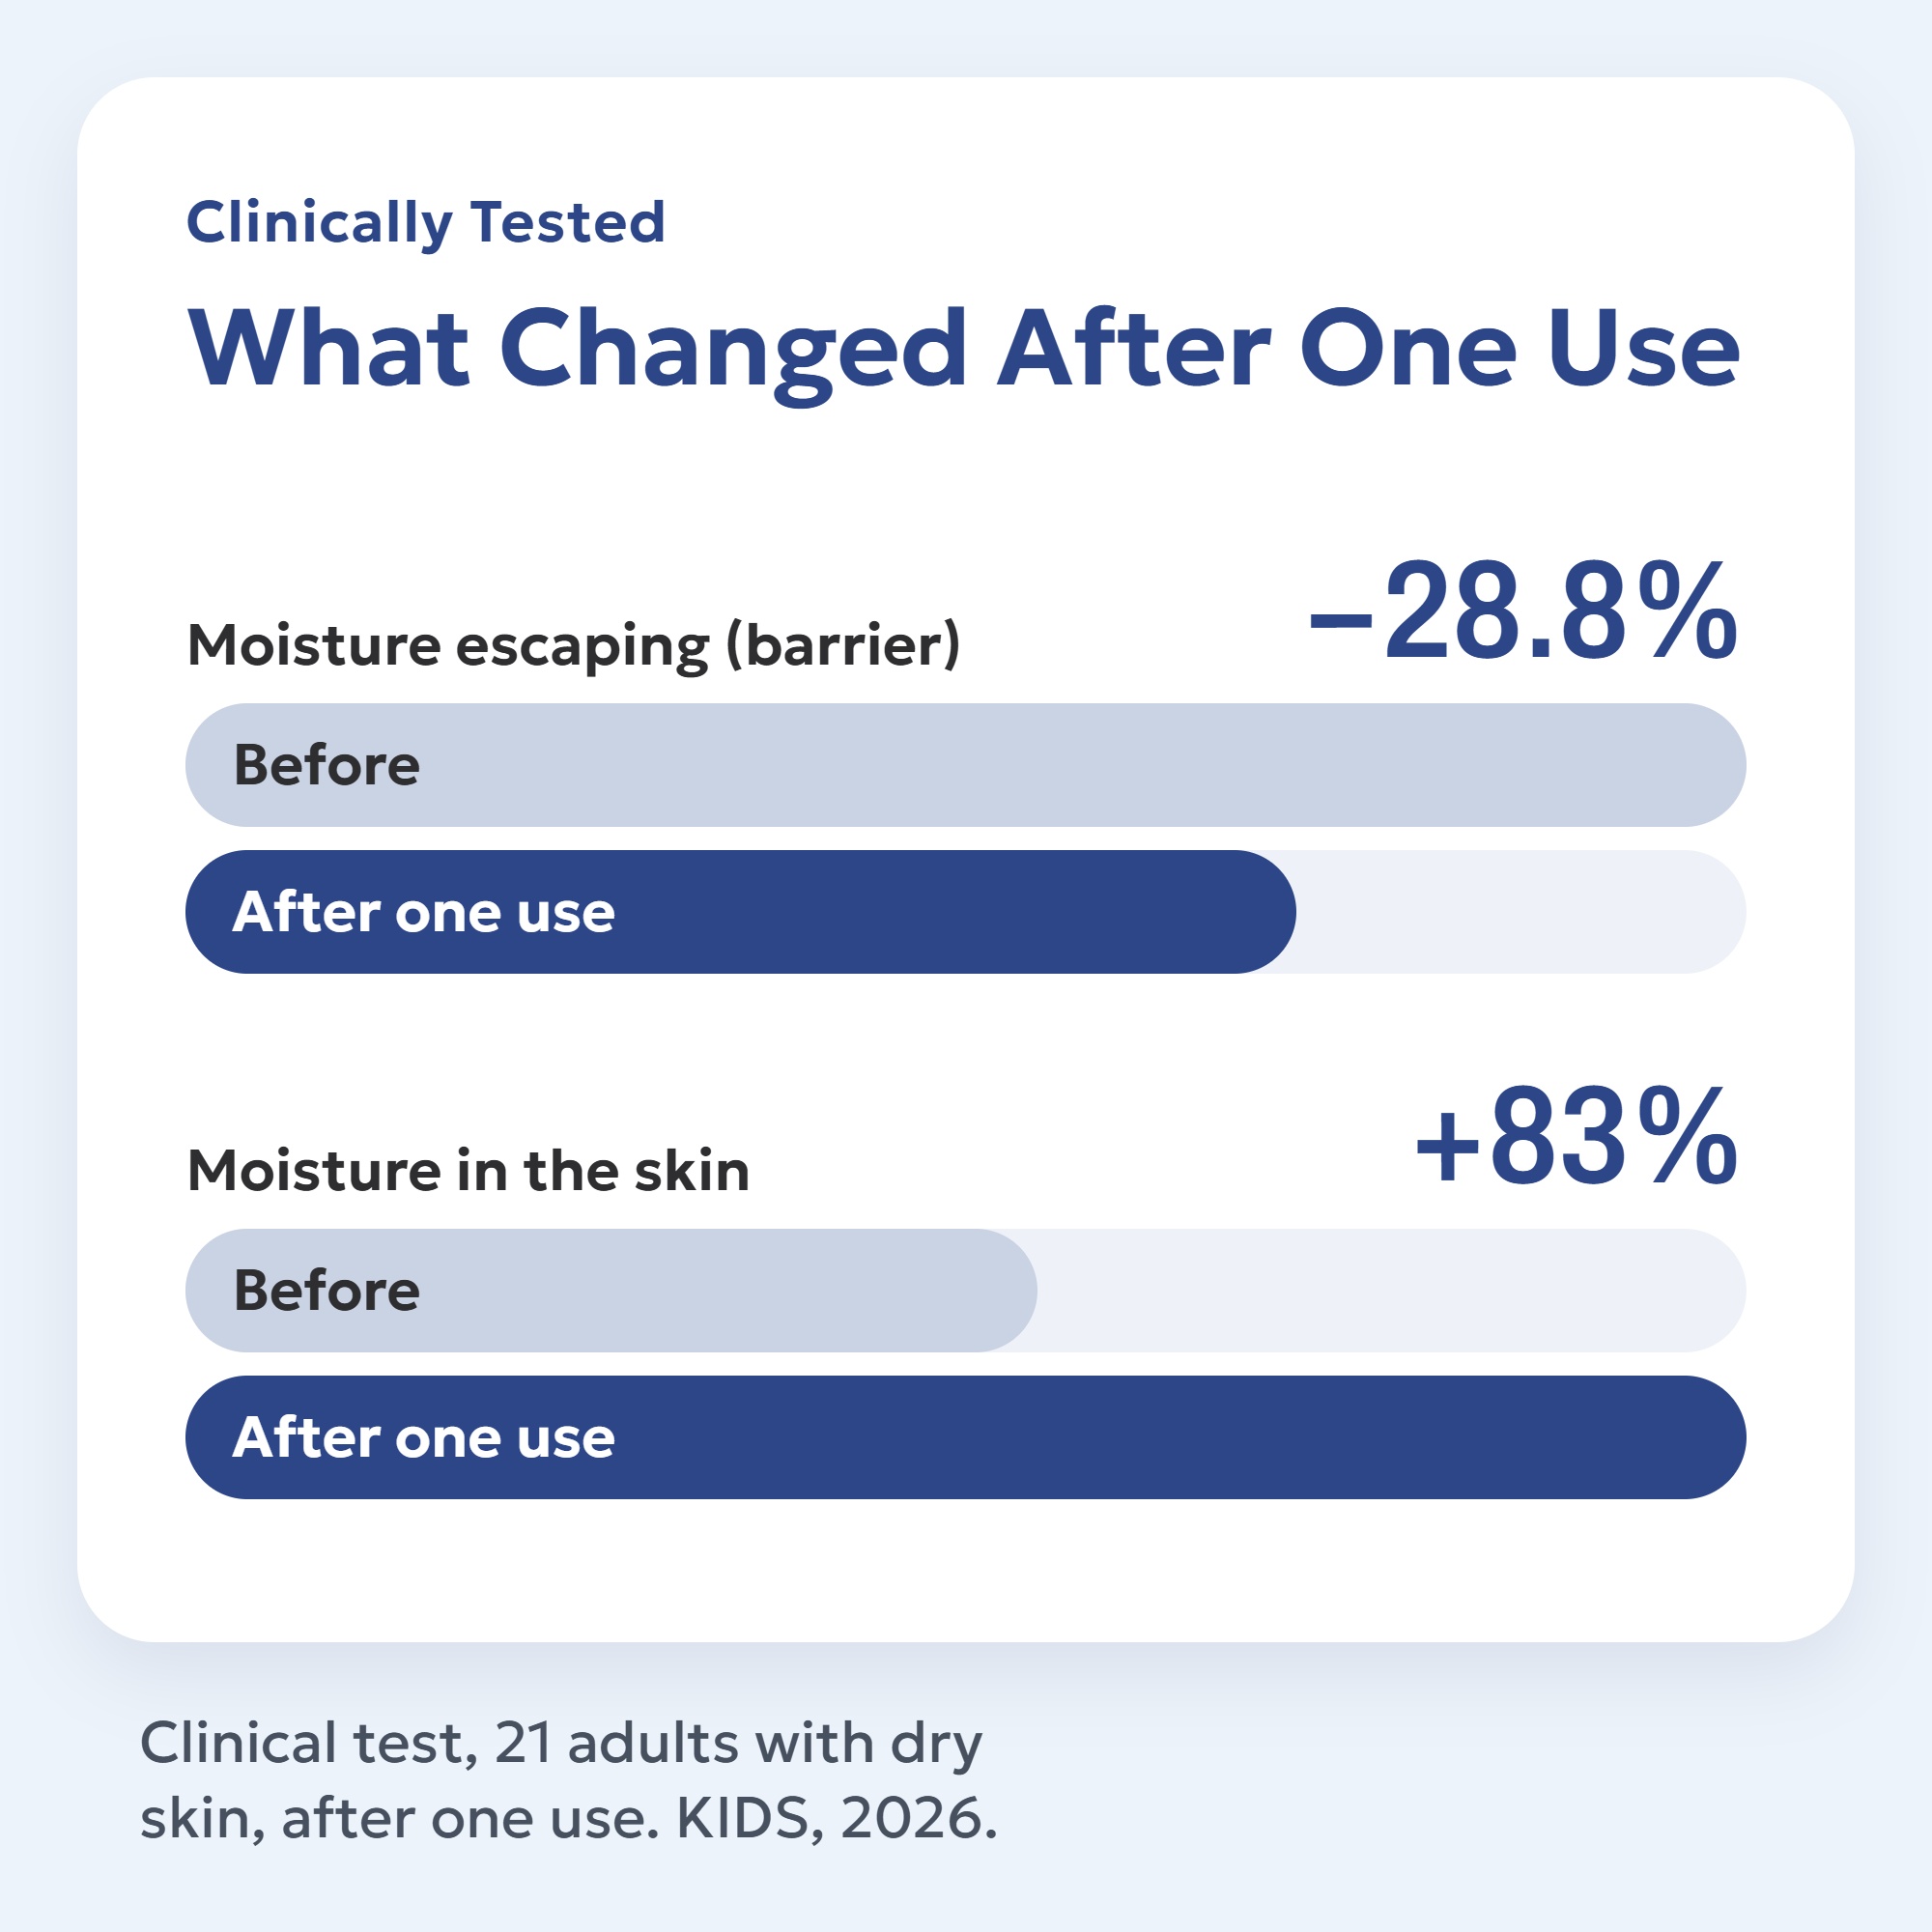 Clinically Tested
What Changed After One Use
Moisture escaping (barrier)
–28.8%
Before
After one use
Moisture in the skin
+83%
Before
After one use
Clinical test, 21 adults with dry
skin, after one use. KIDS, 2026.